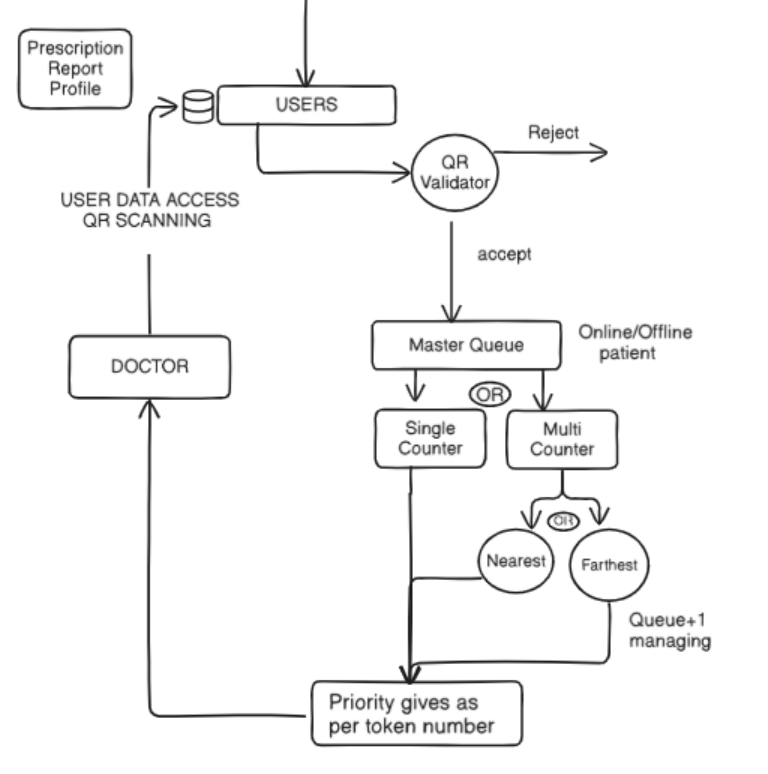 Prescription
Report
Profile
USERS
Reject
QR
Validator
USER DATA ACCESS
QR SCANNING
accept
Master Queue
Online/Offline
patient
DOCTOR
OR
Single
Counter
Multi
Counter
OR
Nearest
Farthest
Queue+1
managing
Priority gives as
per token number